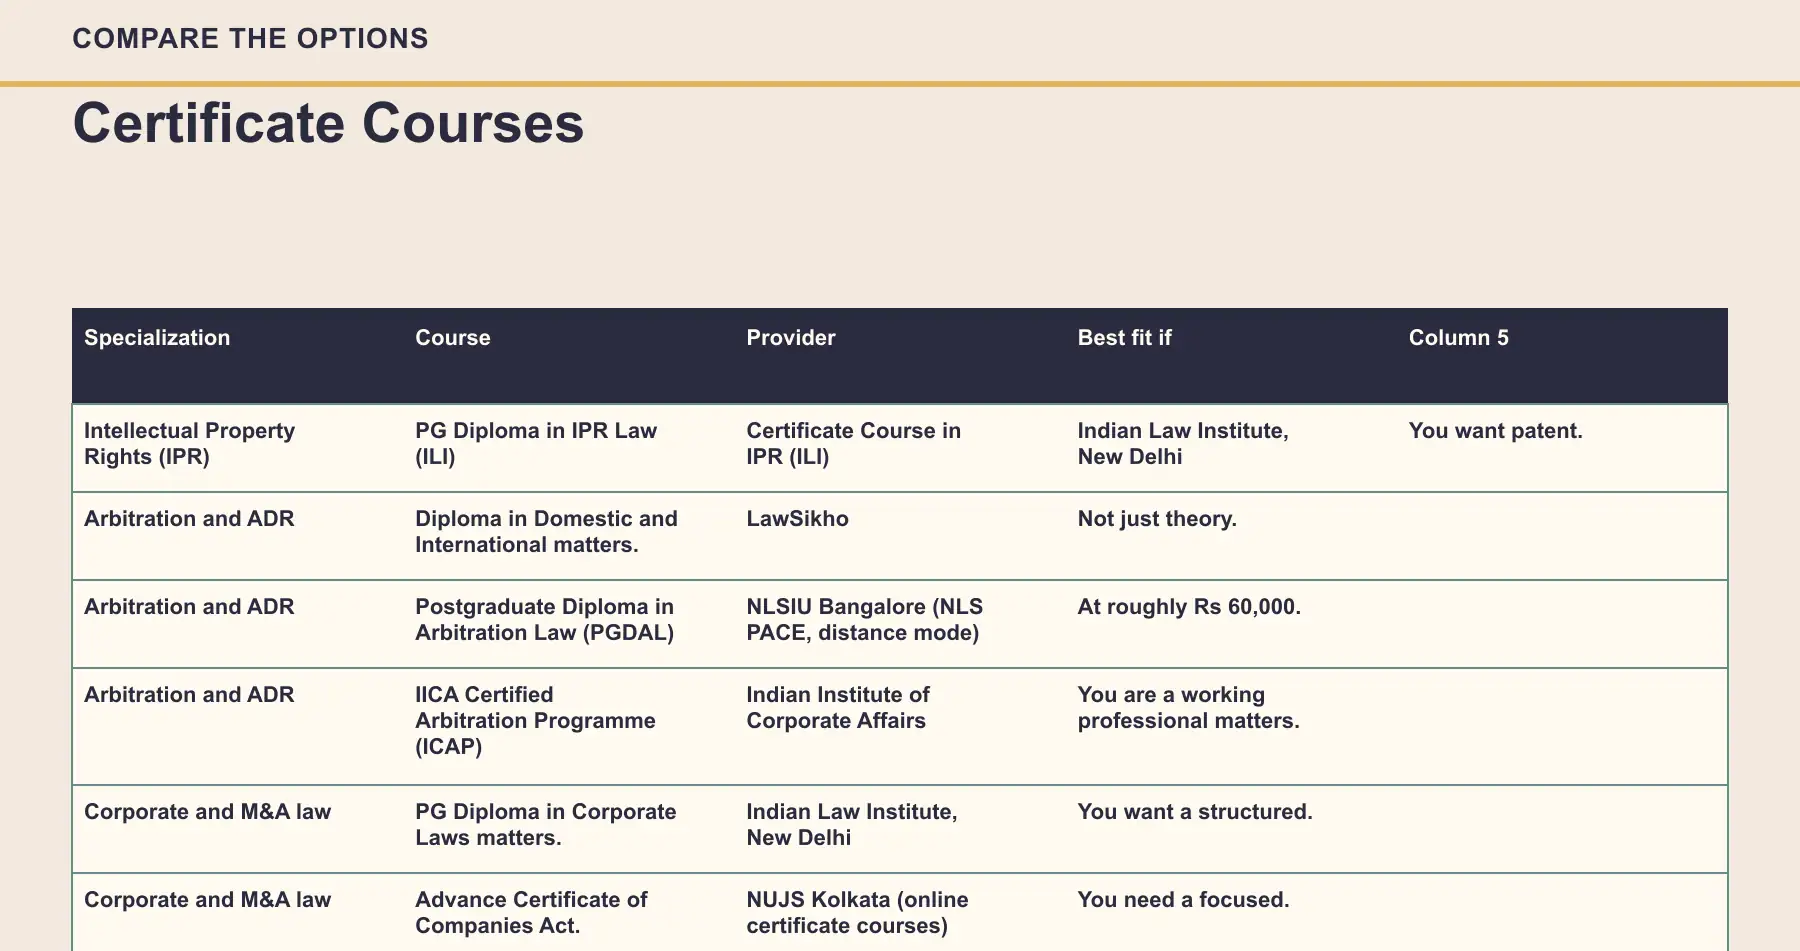 COMPARE THE OPTIONS
Certificate Courses
Specialization Course Provider Best fit if Column 5
Intellectual Property PG Diploma in IPR Law Certificate Course in Indian Law Institute, You want patent.
Rights (IPR) (ILI) IPR (ILI) New Delhi
Arbitration and ADR Diploma in Domestic and LawSikho Not just theory.
International matters.
Arbitration and ADR Postgraduate Diploma in NLSIU Bangalore (NLS At roughly Rs 60,000.
Arbitration Law (PGDAL) PACE, distance mode)
Arbitration and ADR IICA Certified Indian Institute of You are a working
Arbitration Programme Corporate Affairs professional matters.
(ICAP)
Corporate and M&A law PG Diploma in Corporate Indian Law Institute, You want a structured.
Laws matters. New Delhi
Corporate and M&A law Advance Certificate of NUJS Kolkata (online You need a focused.
Companies Act. certificate courses)